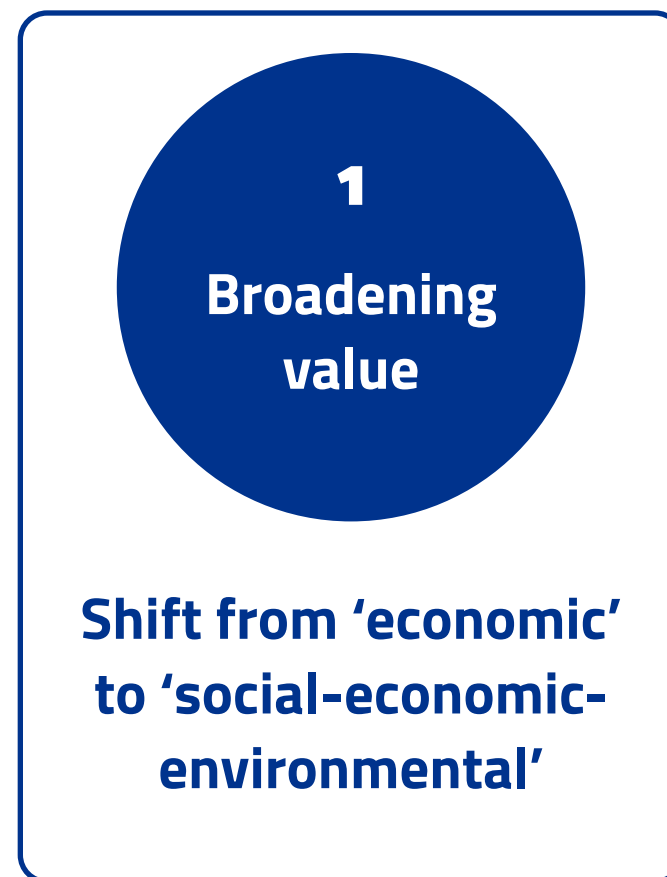 1
Broadening
value
Shift from ‘economic’
to ‘social-economic-
environmental’